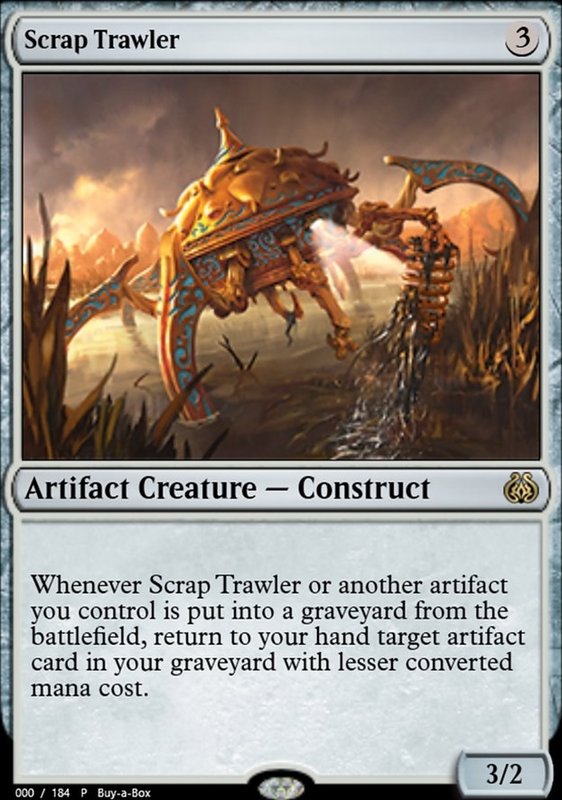 Scrap Trawler 3
Artifact Creature — Construct
Whenever Scrap Trawler or another artifact
you control is put into a graveyard from the
battlefield, return to your hand target artifact
card in your graveyard with lesser converted
mana cost.
3/2
000 / 184 P Buy-a-Box